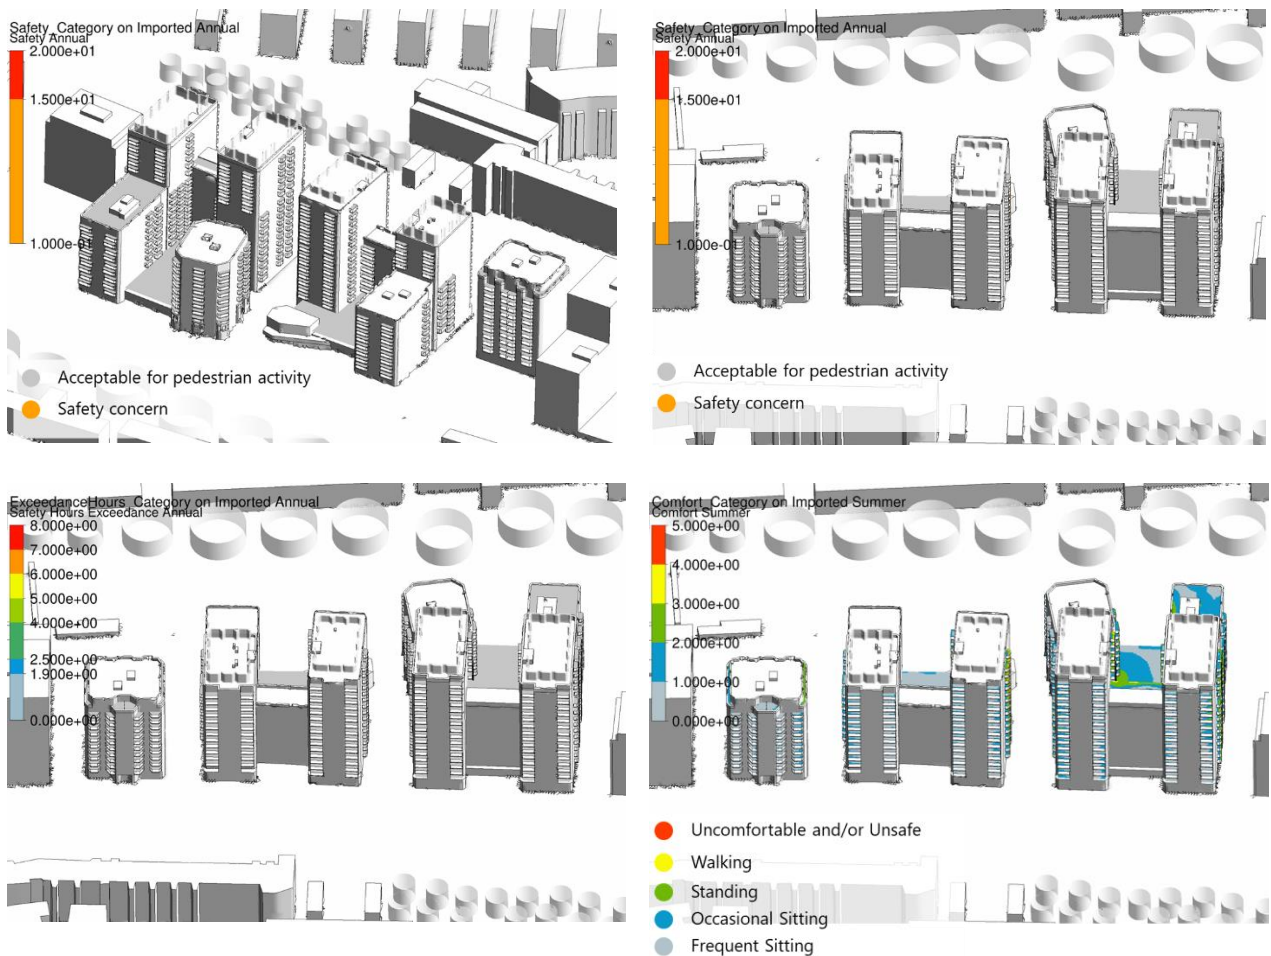 Safety_Category on Imported Annual
Safety Annual
2.000e+01
1.500e+01
1.000e-01
Acceptable for pedestrian activity
Safety concern
Safety_Category on Imported Annual
Safety Annual
2.000e+01
1.500e+01
1.000e-01
Acceptable for pedestrian activity
Safety concern
ExceedanceHours_Category on Imported Annual
Safety Hours Exceedance Annual
8.000e+00
7.000e+00
6.000e+00
5.000e+00
4.000e+00
2.500e+00
1.900e+00
0.000e+00
Comfort_Category on Imported Summer
Comfort Summer
5.000e+00
4.000e+00
3.000e+00
2.000e+00
1.000e+00
0.000e+00
Uncomfortable and/or Unsafe
Walking
Standing
Occasional Sitting
Frequent Sitting